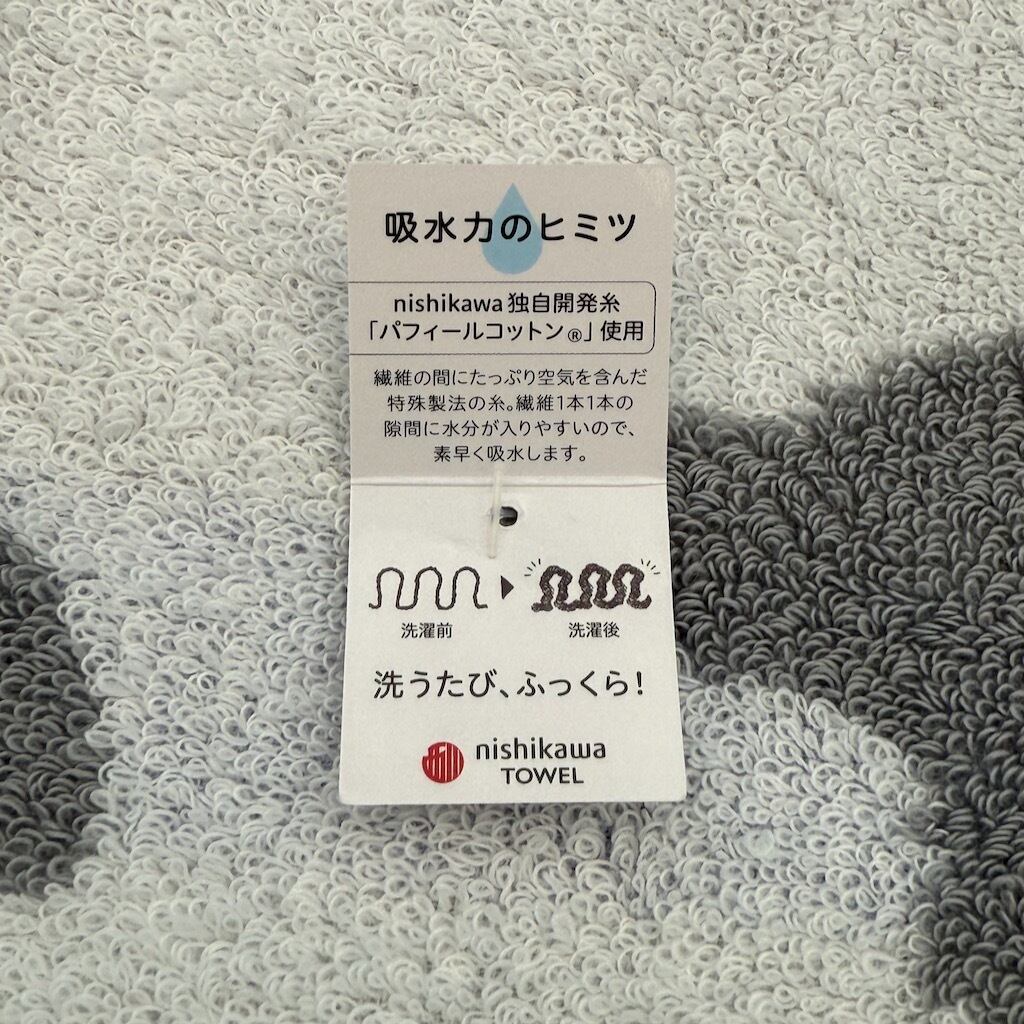 吸水力のヒミツ
nishikawa 独自開発糸
「パフィールコットン®」使用
繊維の間にたっぷり空気を含んだ
特殊製法の糸。繊維1本1本の
隙間に水分が入りやすいので、
素早く吸水します。
洗濯前
洗濯後
洗うたび、ふっくら!
nishikawa
TOWEL